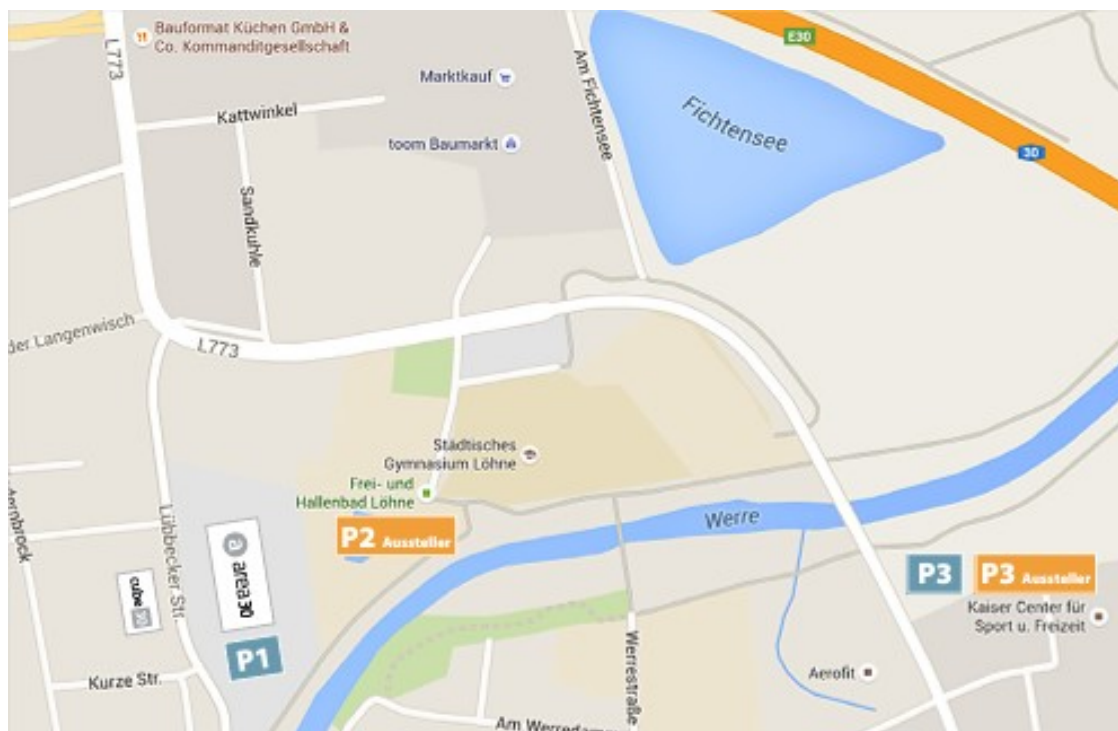 Bauformat Küchen GmbH &
Co. Kommanditgesellschaft
L773
E30
Am Fichtensee
Marktkauf
Fichtensee
Kattwinkel
toom Baumarkt
30
Sandkuhle
der Langenwisch
L773
Städtisches
Gymnasium Löhne
Frei- und
Hallenbad Löhne
P2 Aussteller
Werre
Lübbecker Str.
a area30
cube 30
P3
P3 Aussteller
Kaiser Center für
Sport u. Freizeit
P1
Werrestraße
Aerofit
Kurze Str.